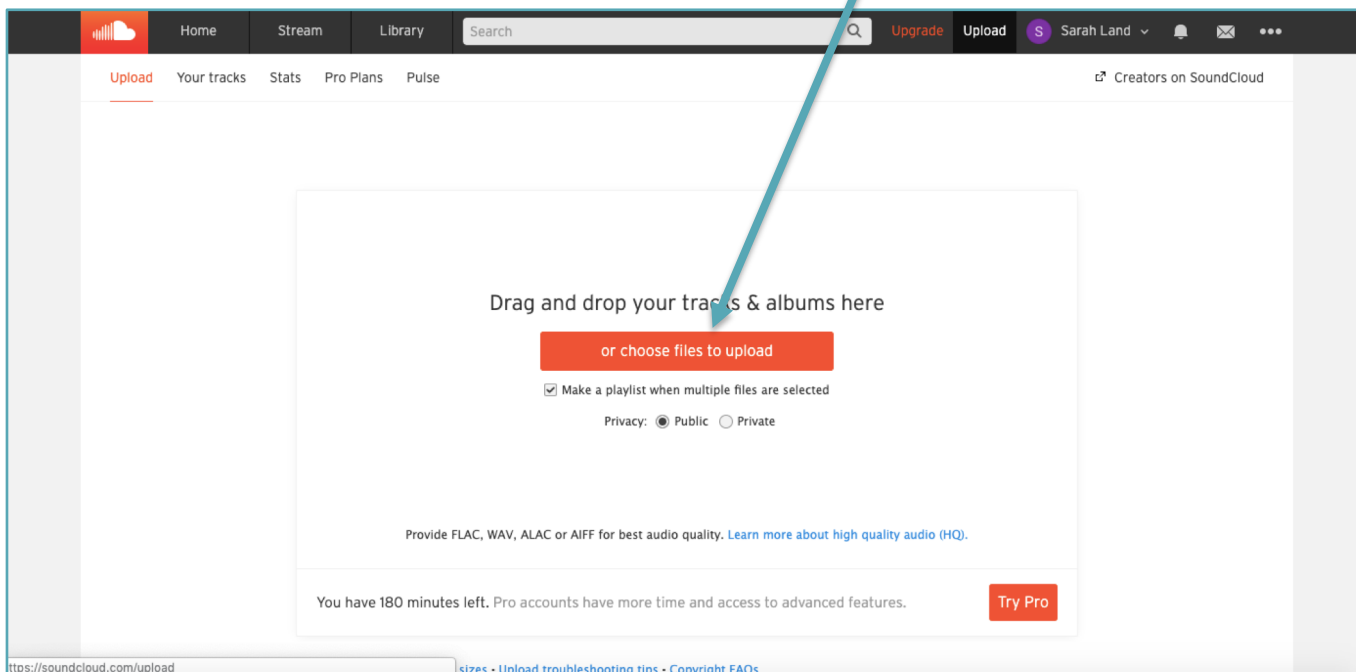 Home Stream Library Search Upgrade Upload S Sarah Land
Upload Your tracks Stats Pro Plans Pulse Creators on SoundCloud
Drag and drop your tracks & albums here
or choose files to upload
Make a playlist when multiple files are selected
Privacy: Public Private
Provide FLAC, WAV, ALAC or AIFF for best audio quality. Learn more about high quality audio (HQ).
You have 180 minutes left. Pro accounts have more time and access to advanced features. Try Pro
ttps://soundcloud.com/upload sizes - Upload troubleshooting tips - Copyright FAQs